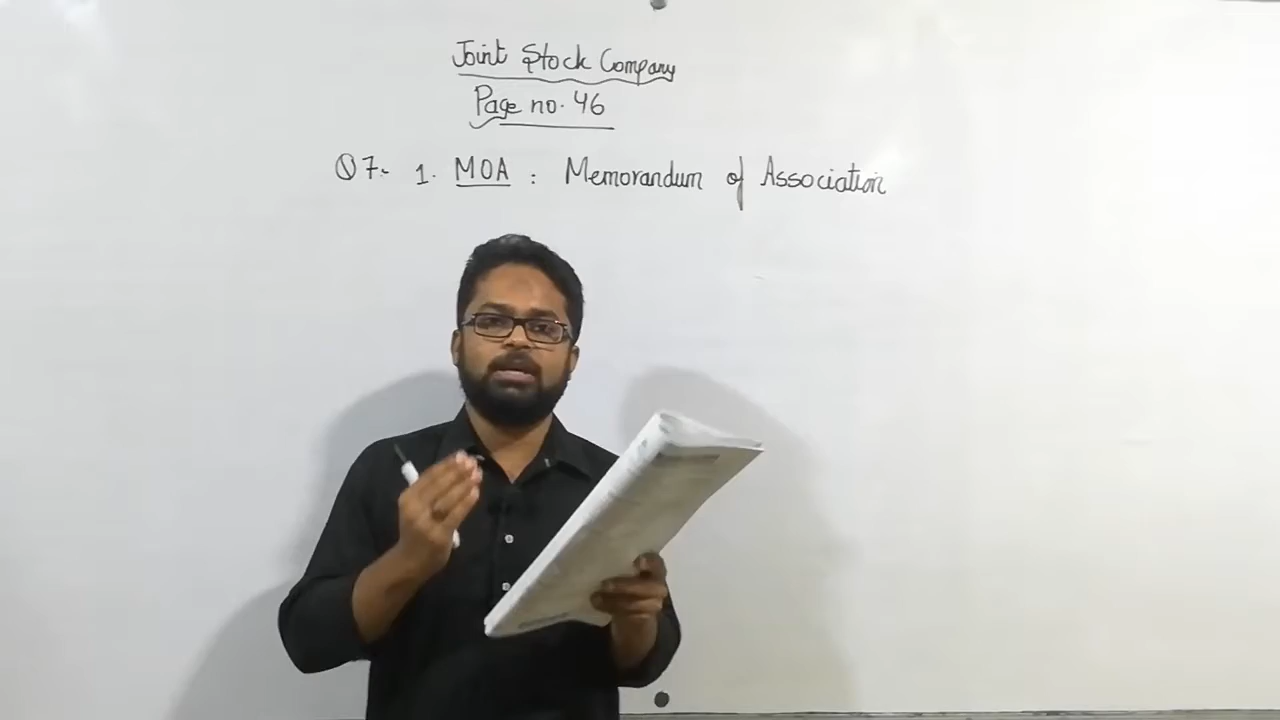 Joint Stock Company
Page no. 46
Q7. 1. MOA : Memorandum of Association